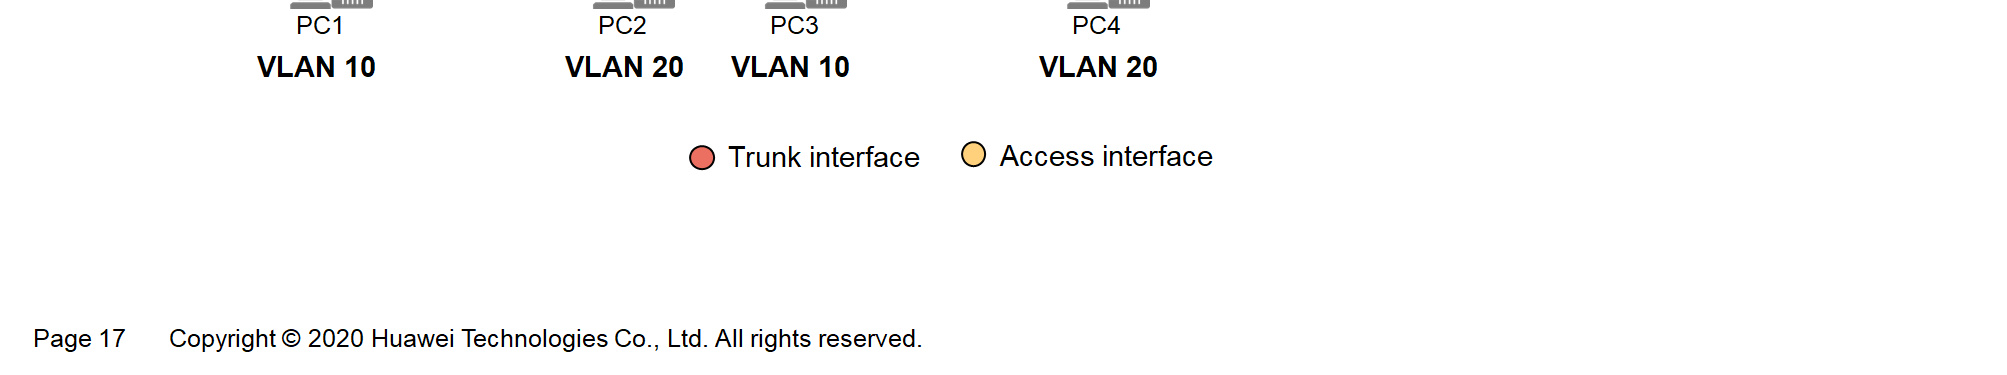 PC1 PC2 PC3 PC4
VLAN 10 VLAN 20 VLAN 10 VLAN 20
Trunk interface Access interface
Page 17 Copyright © 2020 Huawei Technologies Co., Ltd. All rights reserved.